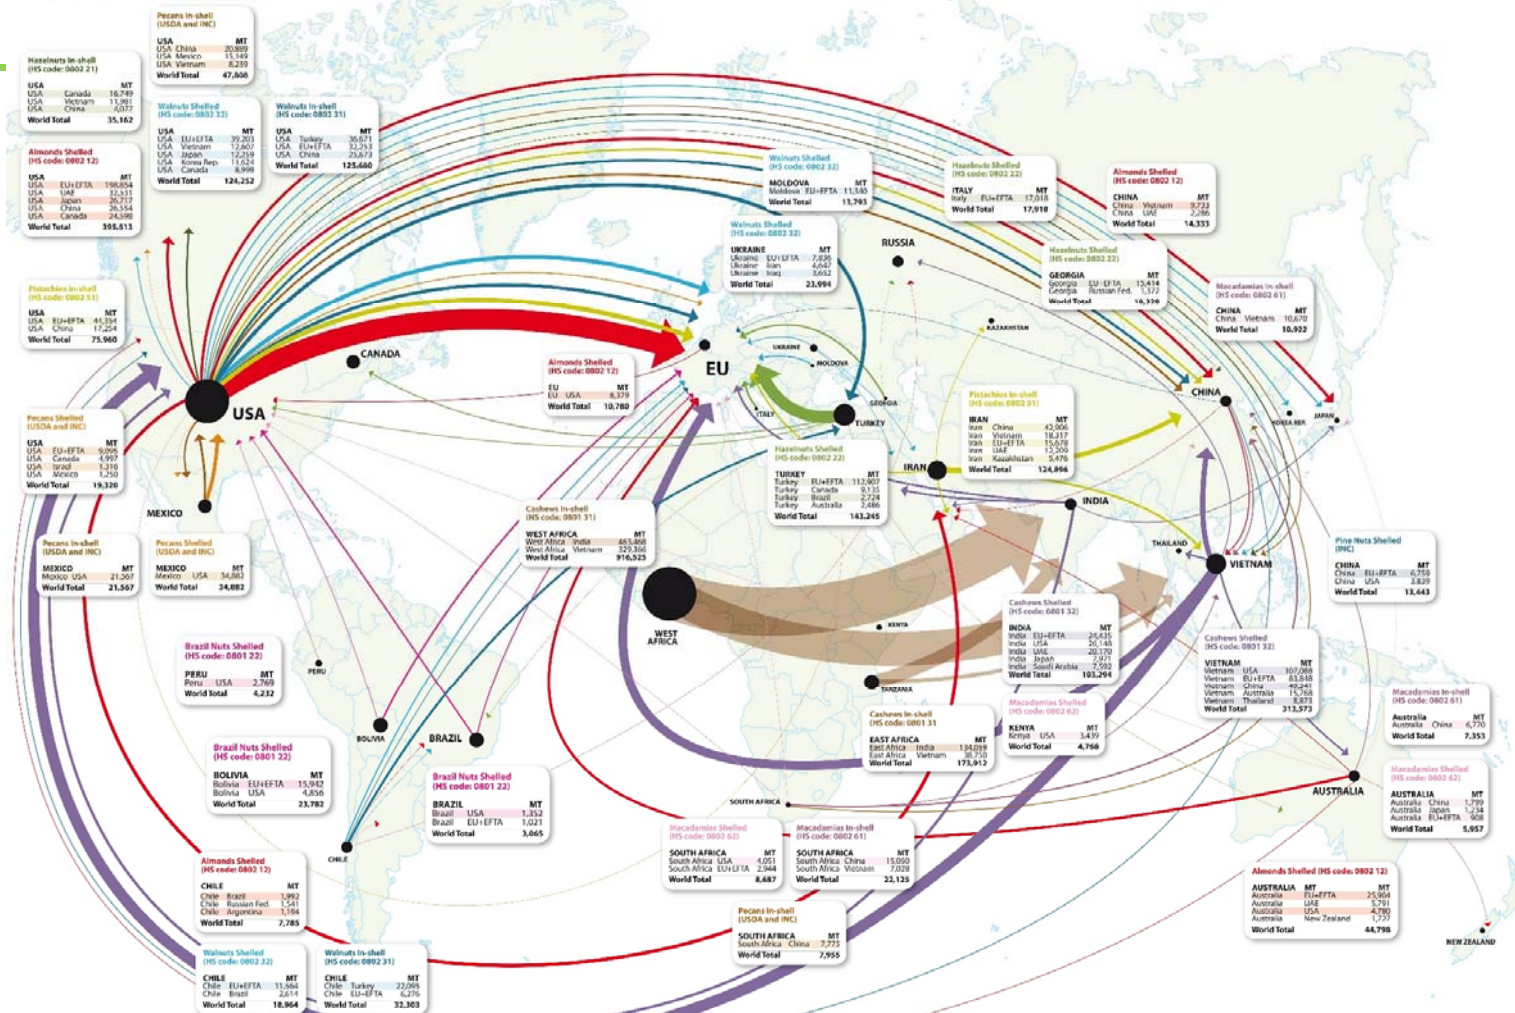 Pecans In-shell
(USDA and INC)
USA MT
USA China 20,889
USA Mexico 15,149
USA Vietnam 8,239
World Total 47,608
Hazelnuts In-shell
(HS code: 0802 21)
USA MT
USA Canada 16,749
USA Vietnam 11,981
USA China 4,077
World Total 35,162
Walnuts Shelled
(HS code: 0802 32)
USA MT
USA EU+EFTA 39,203
USA Vietnam 12,607
USA Japan 12,259
USA Korea Rep. 11,624
USA Canada 8,999
World Total 124,252
Walnuts In-shell
(HS code: 0802 31)
USA MT
USA Turkey 36,671
USA EU+EFTA 32,253
USA China 25,673
World Total 125,660
Almonds Shelled
(HS code: 0802 12)
USA MT
USA EU+EFTA 198,854
USA UAE 32,531
USA Japan 26,717
USA China 26,554
USA Canada 24,598
World Total 395,513
Pistachios In-shell
(HS code: 0802 51)
USA MT
USA EU+EFTA 44,354
USA China 17,254
World Total 75,960
Walnuts Shelled
(HS code: 0802 32)
MOLDOVA MT
Moldova EU+EFTA 11,340
World Total 13,793
Hazelnuts Shelled
(HS code: 0802 22)
ITALY MT
Italy EU+EFTA 17,018
World Total 17,918
Almonds Shelled
(HS code: 0802 12)
CHINA MT
China Vietnam 9,733
China UAE 2,286
World Total 14,333
Walnuts Shelled
(HS code: 0802 32)
UKRAINE MT
Ukraine EU+EFTA 7,836
Ukraine Iran 4,647
Ukraine Iraq 3,652
World Total 23,994
RUSSIA
Hazelnuts Shelled
(HS code: 0802 22)
GEORGIA MT
Georgia EU+EFTA 15,414
Georgia Russian Fed. 1,372
World Total
Macadamias In-shell
(HS code: 0802 61)
CHINA MT
China Vietnam 10,670
World Total 10,922
KAZAKHSTAN
CANADA
UKRAINE
MOLDOVA
EU
Almonds Shelled
(HS code: 0802 12)
EU MT
EU USA 8,379
World Total 10,780
USA
ITALY
GEORGIA
TURKEY
CHINA
KOREA REP.
JAPAN
Pistachios In-shell
(HS code: 0802 51)
IRAN MT
Iran China 42,906
Iran Vietnam 18,317
Iran EU+EFTA 15,678
Iran UAE 12,209
Iran Kazakhstan 5,476
World Total 124,896
Pecans Shelled
(USDA and INC)
USA MT
USA EU+EFTA 9,095
USA Canada 4,997
USA Israel 1,316
USA Mexico 1,250
World Total 19,320
Hazelnuts Shelled
(HS code: 0802 22)
TURKEY MT
Turkey EU+EFTA 112,907
Turkey Canada 9,135
Turkey Brazil 2,724
Turkey Australia 2,486
World Total 143,245
IRAN
INDIA
MEXICO
Cashews In-shell
(HS code: 0801 31)
WEST AFRICA MT
West Africa India 463,468
West Africa Vietnam 329,366
World Total 916,525
Pecans In-shell
(USDA and INC)
MEXICO MT
Mexico USA 21,567
World Total 21,567
Pecans Shelled
(USDA and INC)
MEXICO MT
Mexico USA 34,882
World Total 34,882
THAILAND
VIETNAM
Pine Nuts Shelled
(INC)
CHINA MT
China EU+EFTA 6,759
China USA 3,839
World Total 13,443
WEST
AFRICA
KENYA
TANZANIA
Cashews Shelled
(HS code: 0801 32)
INDIA MT
India EU+EFTA 24,435
India USA 26,148
India UAE 20,170
India Japan 7,971
India Saudi Arabia 7,592
World Total 103,294
Cashews Shelled
(HS code: 0801 32)
VIETNAM MT
Vietnam USA 107,088
Vietnam EU+EFTA 83,848
Vietnam China 49,341
Vietnam Australia 15,768
Vietnam Thailand 8,873
World Total 313,573
Brazil Nuts Shelled
(HS code: 0801 22)
PERU MT
Peru USA 2,769
World Total 4,232
PERU
BOLIVIA
BRAZIL
Cashews In-shell
(HS code: 0801 31
EAST AFRICA MT
East Africa India 134,059
East Africa Vietnam 38,750
World Total 173,912
Macadamias Shelled
(HS code: 0802 62)
KENYA MT
Kenya USA 3,439
World Total 4,768
Macadamias In-shell
(HS code: 0802 61)
Australia MT
Australia China 6,770
World Total 7,353
Brazil Nuts Shelled
(HS code: 0801 22)
BOLIVIA MT
Bolivia EU+EFTA 15,942
Bolivia USA 4,856
World Total 23,782
Brazil Nuts Shelled
(HS code: 0801 22)
BRAZIL MT
Brazil USA 1,352
Brazil EU+EFTA 1,021
World Total 3,065
SOUTH AFRICA
AUSTRALIA
Macadamias Shelled
(HS code: 0802 62)
AUSTRALIA MT
Australia China 1,799
Australia Japan 1,234
Australia EU+EFTA 908
World Total 5,957
CHILE
Macadamias Shelled
(HS code: 0802 62)
SOUTH AFRICA MT
South Africa USA 4,051
South Africa EU+EFTA 2,944
World Total 8,687
Macadamias In-shell
(HS code: 0802 61)
SOUTH AFRICA MT
South Africa China 15,050
South Africa Vietnam 7,028
World Total 22,125
Almonds Shelled
(HS code: 0802 12)
CHILE MT
Chile Brazil 1,992
Chile Russian Fed. 1,541
Chile Argentina 1,194
World Total 7,785
Almonds Shelled (HS code: 0802 12)
AUSTRALIA MT
Australia EU+EFTA 25,904
Australia UAE 5,791
Australia USA 4,780
Australia New Zealand 1,727
World Total 44,798
Pecans In-shell
(USDA and INC)
SOUTH AFRICA MT
South Africa China 7,775
World Total 7,955
NEW ZEALAND
Walnuts Shelled
(HS code: 0802 32)
CHILE MT
Chile EU+EFTA 11,564
Chile Brazil 2,614
World Total 18,964
Walnuts In-shell
(HS code: 0802 31)
CHILE MT
Chile Turkey 22,095
Chile EU+EFTA 6,276
World Total 32,303